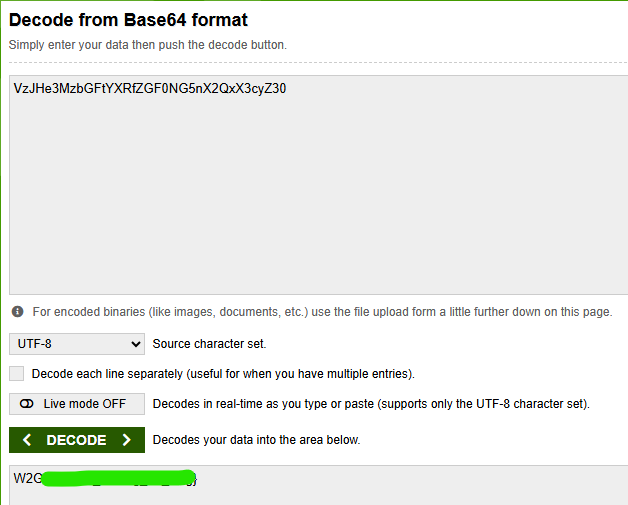 Decode from Base64 format
Simply enter your data then push the decode button.
VzJHe3MzbGFtYXRfZGF0NG5nX2QxX3cyZ30
For encoded binaries (like images, documents, etc.) use the file upload form a little further down on this page.
UTF-8 Source character set.
Decode each line separately (useful for when you have multiple entries).
Live mode OFF Decodes in real-time as you type or paste (supports only the UTF-8 character set).
DECODE Decodes your data into the area below.
W2G